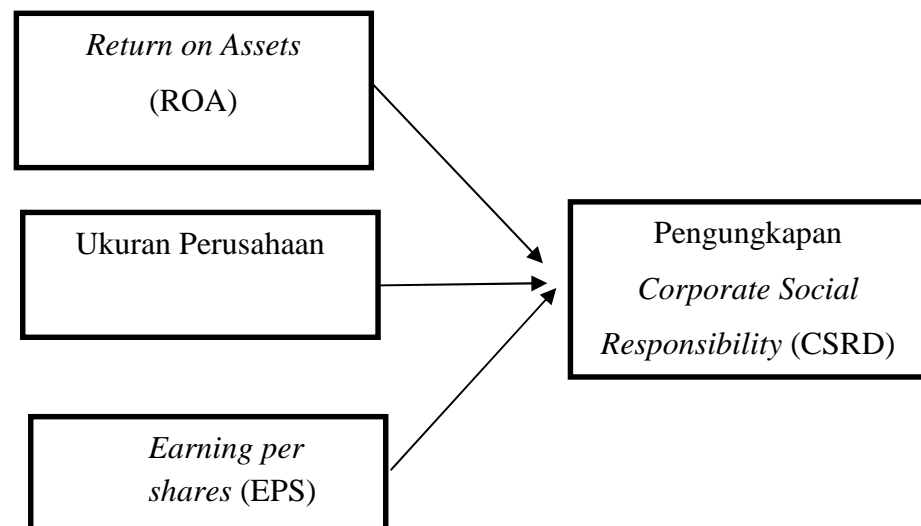 Return on Assets
(ROA)
Ukuran Perusahaan
Earning per
shares (EPS)
Pengungkapan
Corporate Social
Responsibility (CSRD)